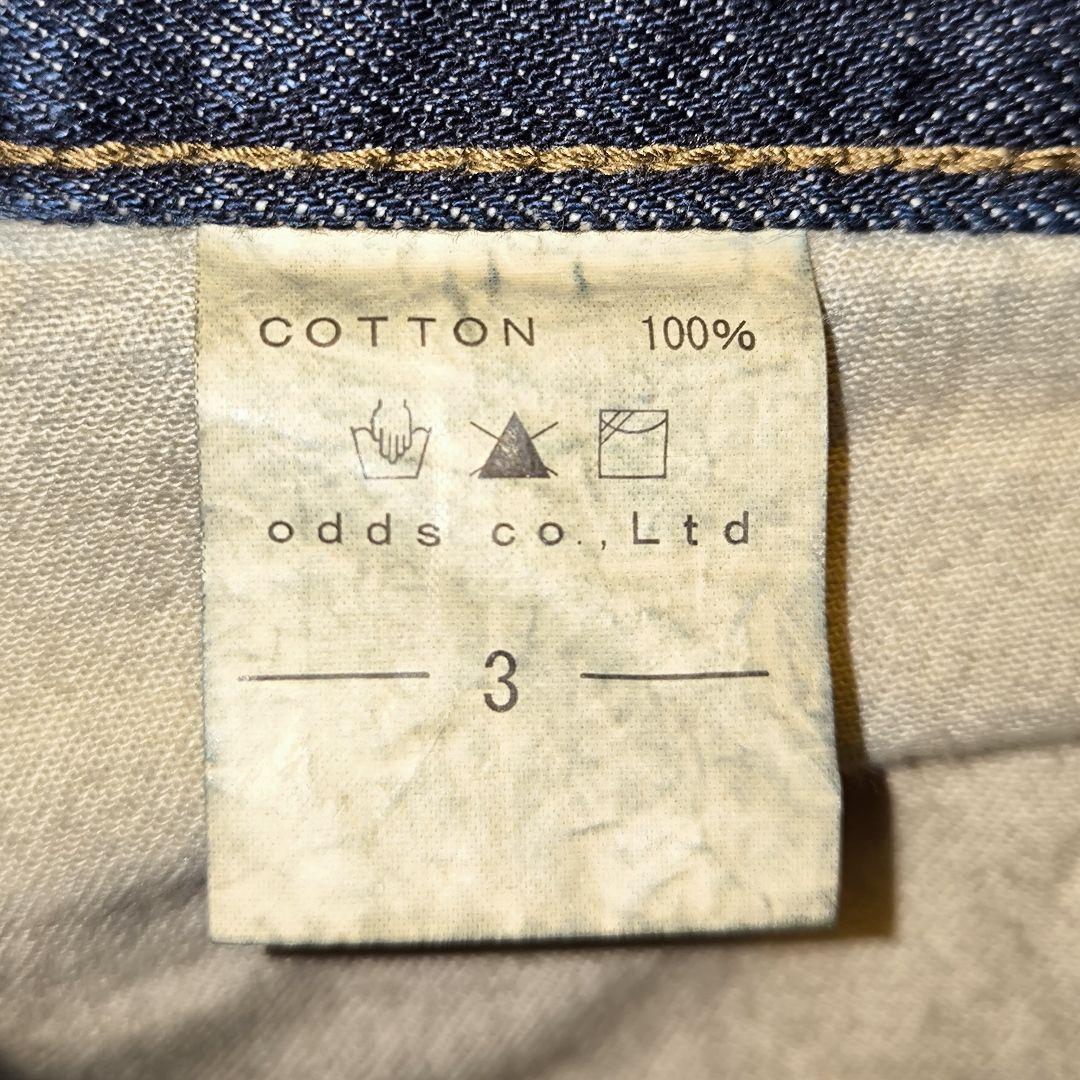 COTTON 100%
odds co.,Ltd
3